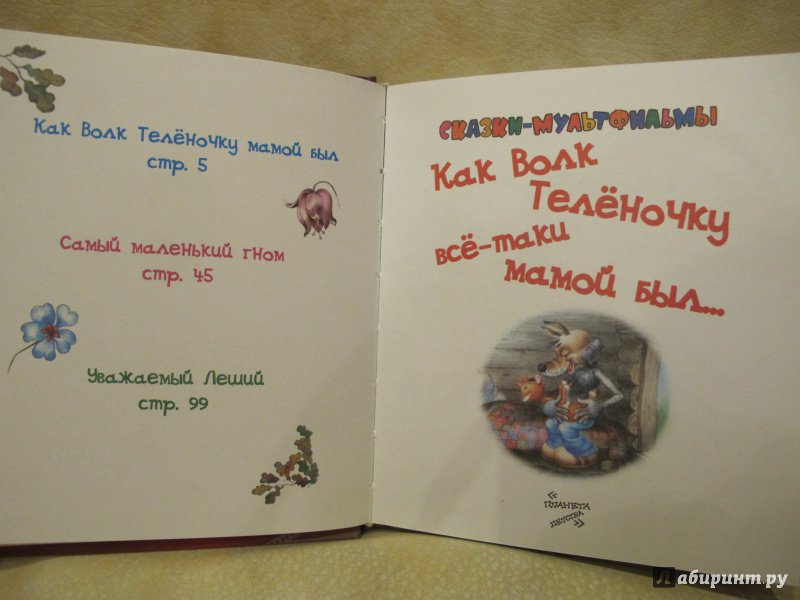 Как Волк Телёночку мамой был
стр. 5
Самый маленький гном
стр. 45
Уважаемый Леший
стр. 99
СКАЗКИ-МУЛЬТФИЛЬМЫ
Как Волк
Телёночку
всё-таки
мамой был...
ПЛАНЕТА
ДЕТСТВА
Лабиринт.ру